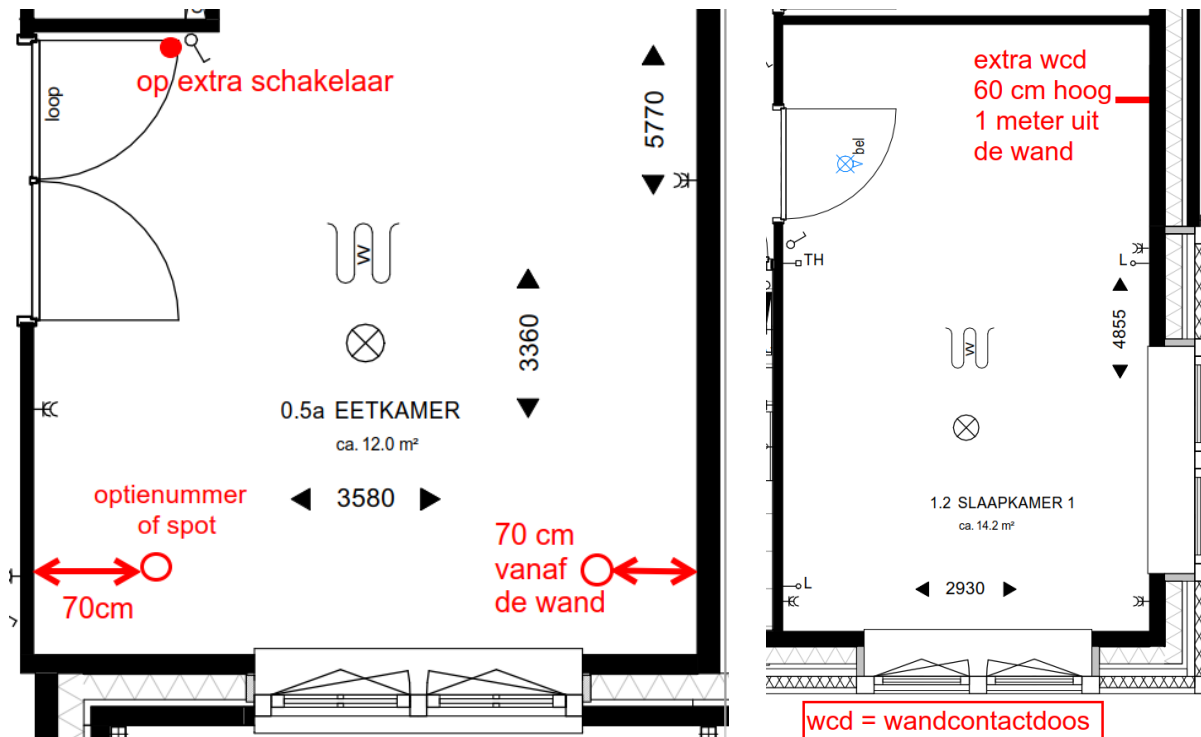 op extra schakelaar
loop
5770
W
3360
0.5a EETKAMER
ca. 12.0 m²
3580
optienummer
of spot
70cm
70 cm
vanaf
de wand
extra wcd
60 cm hoog
1 meter uit
de wand
bel
TH
L
4855
W
1.2 SLAAPKAMER 1
ca. 14.2 m²
L
2930
wcd = wandcontactdoos